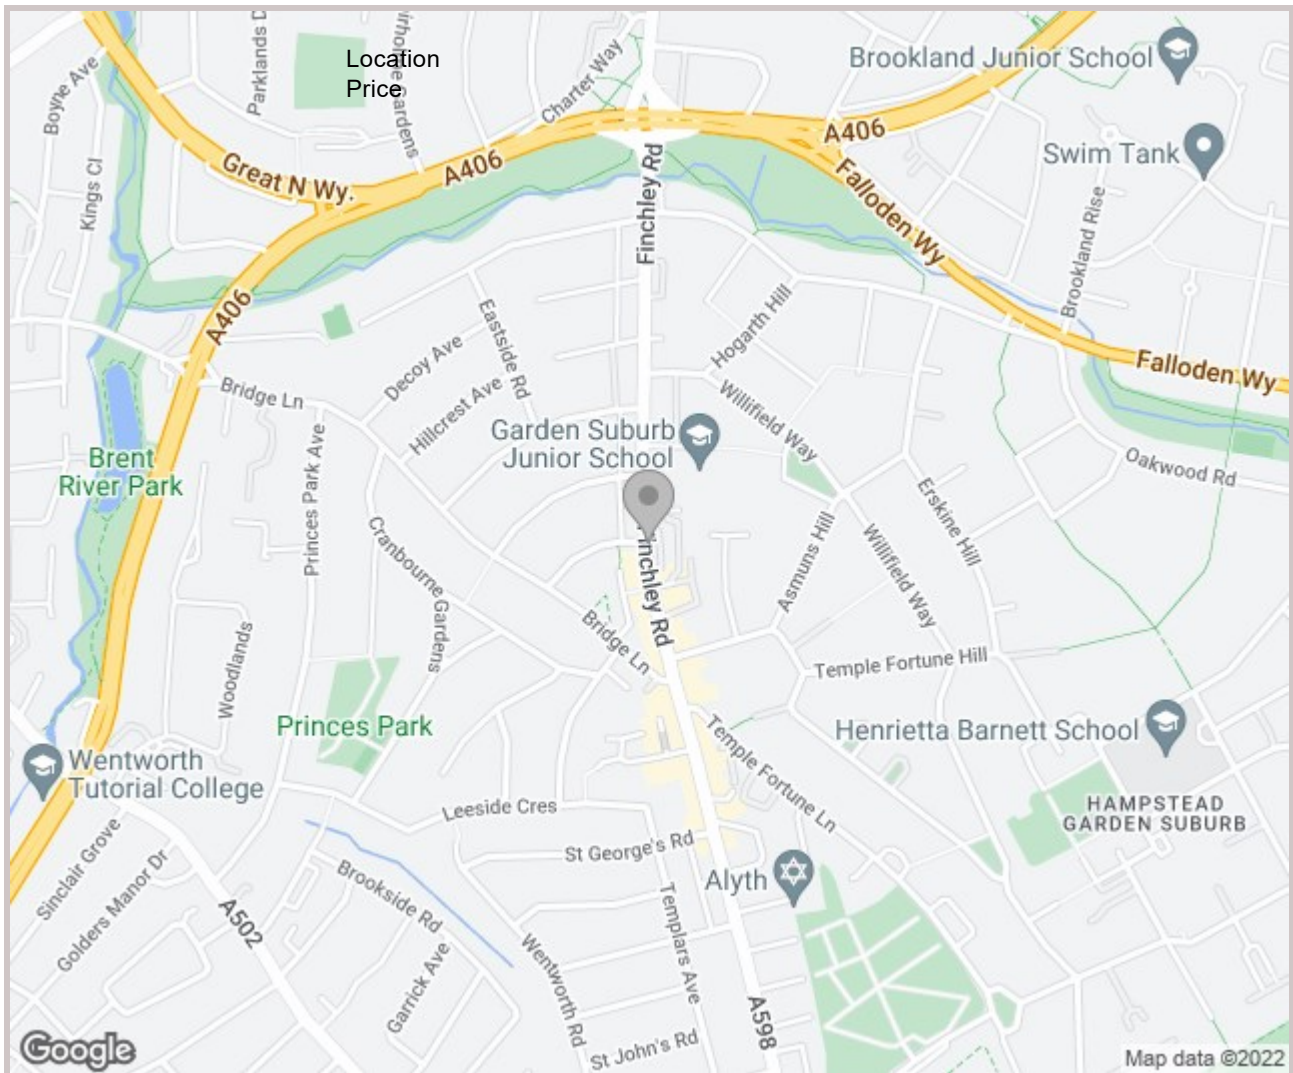 Location
Price
Boyne Ave
Kings Cl
Parklands D
irholme Gardens
Charter Way
Great N Wy.
A406
A406
A406
Finchley Rd
Falloden Wy
Brookland Junior School
Swim Tank
Brookland Rise
Falloden Wy
Oakwood Rd
Eastside Rd
Decoy Ave
Hillcrest Ave
Bridge Ln
Hogarth Hill
Willifield Way
Garden Suburb
Junior School
Brent
River Park
Princes Park Ave
Cranbourne Gardens
Erskine Hill
Asmuns Hill
Willifield Way
inchley Rd
Bridge Ln
Woodlands
Princes Park
Temple Fortune Hill
Henrietta Barnett School
Temple Fortune Ln
Wentworth
Tutorial College
HAMPSTEAD
GARDEN SUBURB
Leeside Cres
St George's Rd
Alyth
Sinclair Grove
Golders Manor Dr
A502
Brookside Rd
Garrick Ave
Wentworth Rd
Templars Ave
St John's Rd
A598
Google
Map data ©2022